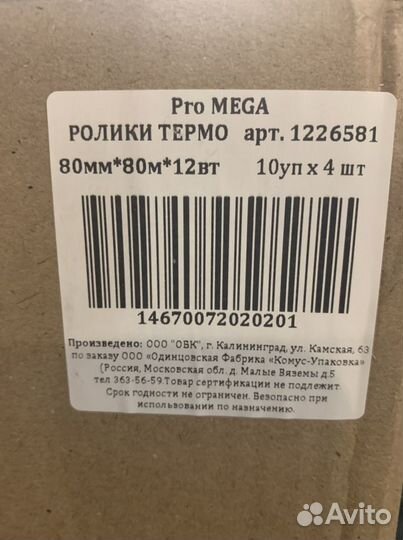 Pro MEGA
РОЛИКИ ТЕРМО арт. 1226581
80мм*80м*12вт 10уп х 4 шт
14670072020201
Произведено: ООО "ОВК", г. Калининград, ул. Камская, 63
по заказу ООО «Одинцовская Фабрика «Комус-Упаковка»
(Россия, Московская обл. д. Малые Вяземы д.5
тел 363-56-59.Товар сертификации не подлежит.
Срок годности не ограничен. Безопасно при
использовании по назначению.
Avito